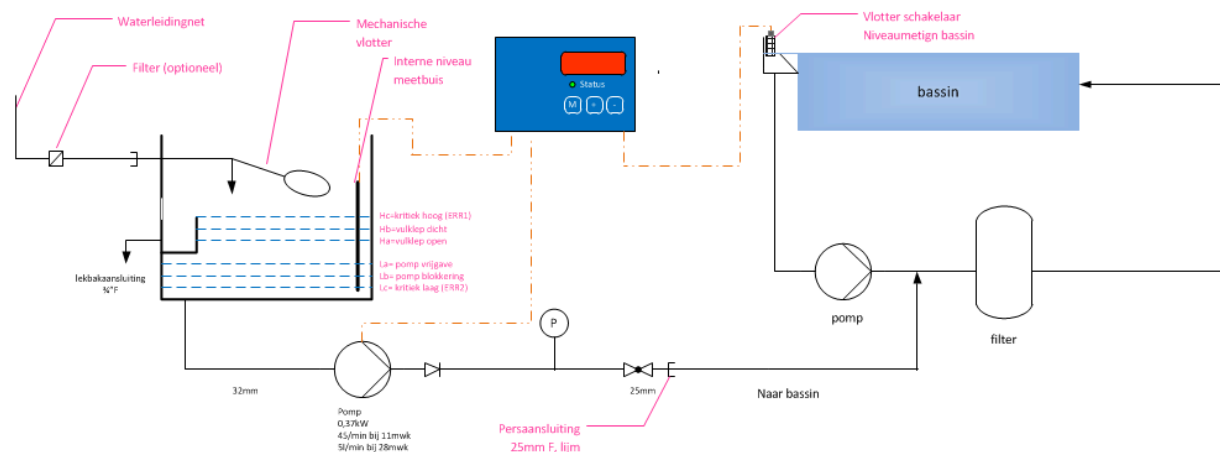 Waterleidingnet
Filter (optioneel)
Mechanische
vlotter
Interne niveau
meetbuis
Status
M + -
Vlotter schakelaar
Niveaumetign bassin
bassin
Hc=kritiek hoog (ERR1)
Hb=vulklep dicht
Ha=vulklep open
La= pomp vrijgave
Lb= pomp blokkering
Lc= kritiek laag (ERR2)
lekbakaansluiting
¾"F
32mm
Pomp
0,37kW
45/min bij 11mwk
5l/min bij 28mwk
P
25mm
Persaansluiting
25mm F, lijm
Naar bassin
pomp
filter